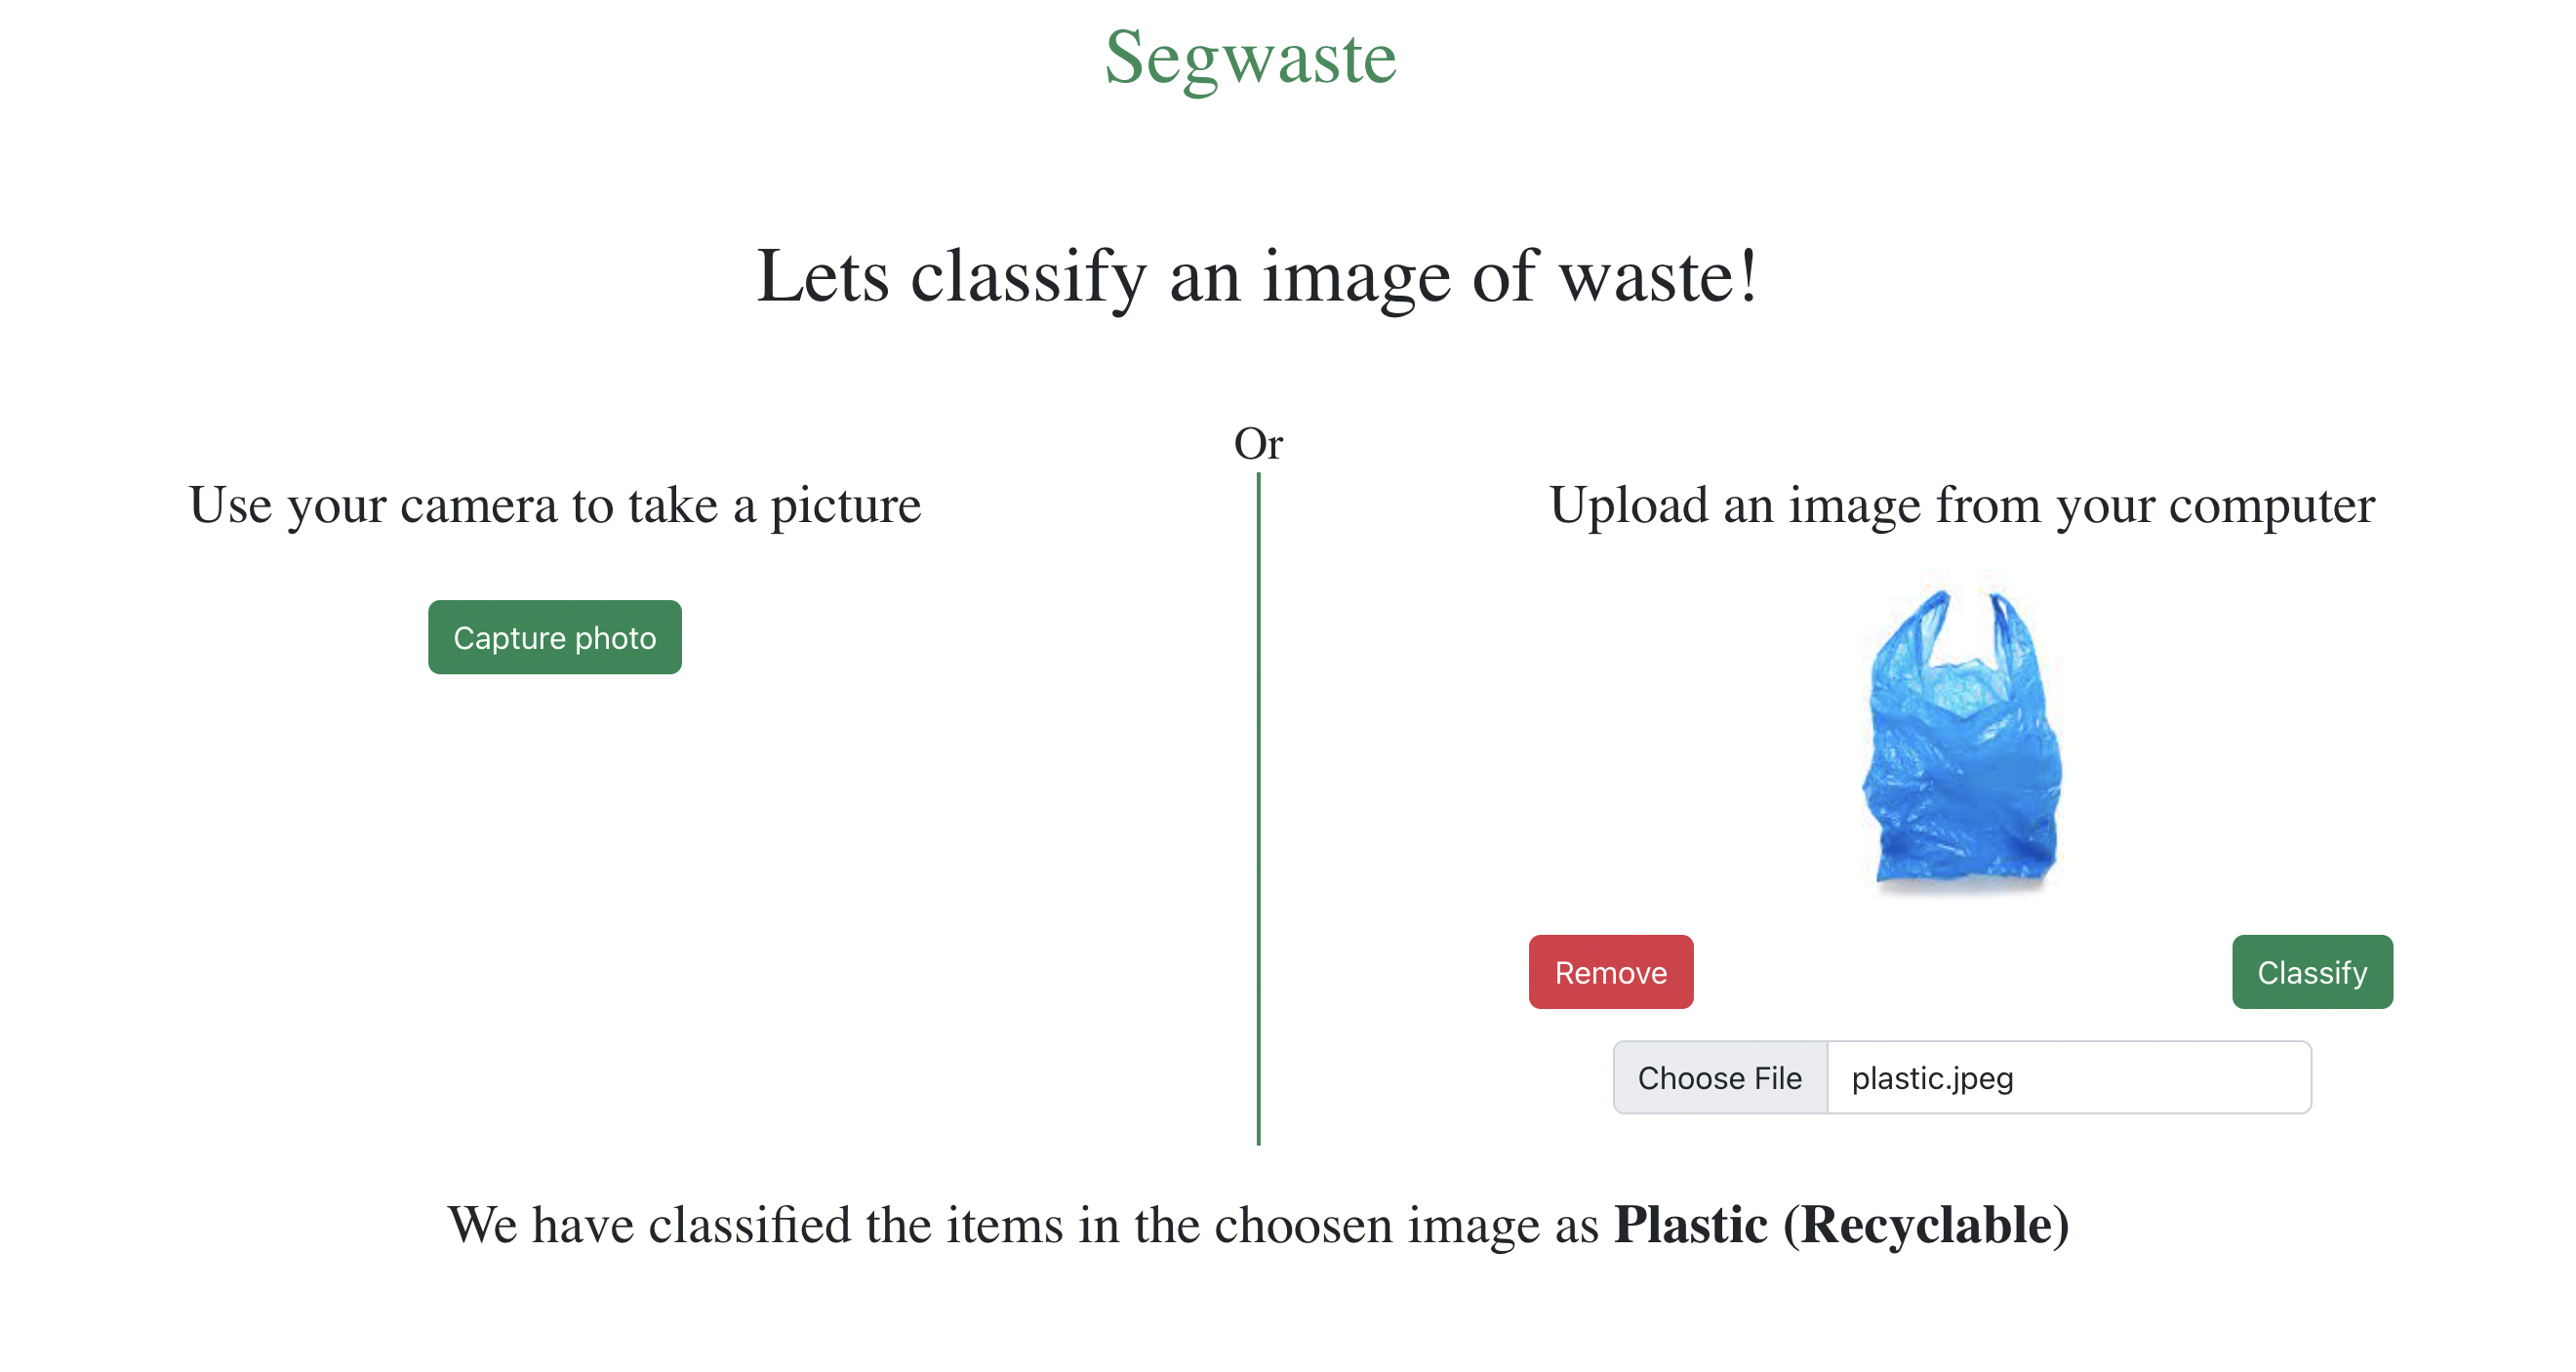 Segwaste
Lets classify an image of waste!
Or
Use your camera to take a picture
Capture photo
Upload an image from your computer
Remove
Classify
Choose File plastic.jpeg
We have classified the items in the choosen image as Plastic (Recyclable)